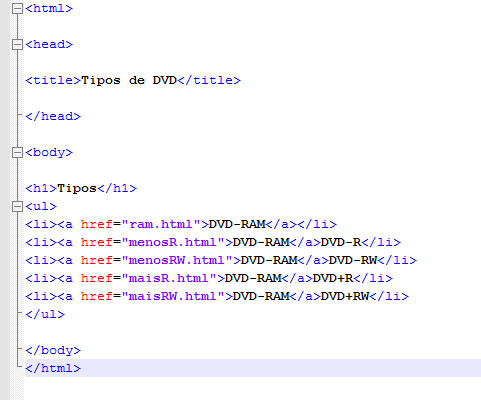 <html>
<head>
<title>Tipos de DVD</title>
</head>
<body>
<h1>Tipos</h1>
<ul>
<li><a href="ram.html">DVD-RAM</a></li>
<li><a href="menosR.html">DVD-RAM</a>DVD-R</li>
<li><a href="menosRW.html">DVD-RAM</a>DVD-RW</li>
<li><a href="maisR.html">DVD-RAM</a>DVD+R</li>
<li><a href="maisRW.html">DVD-RAM</a>DVD+RW</li>
</ul>
</body>
</html>